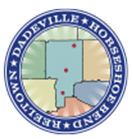 REELTOWN ★ DADEVILLE ★ HORSESHOE BEND ★